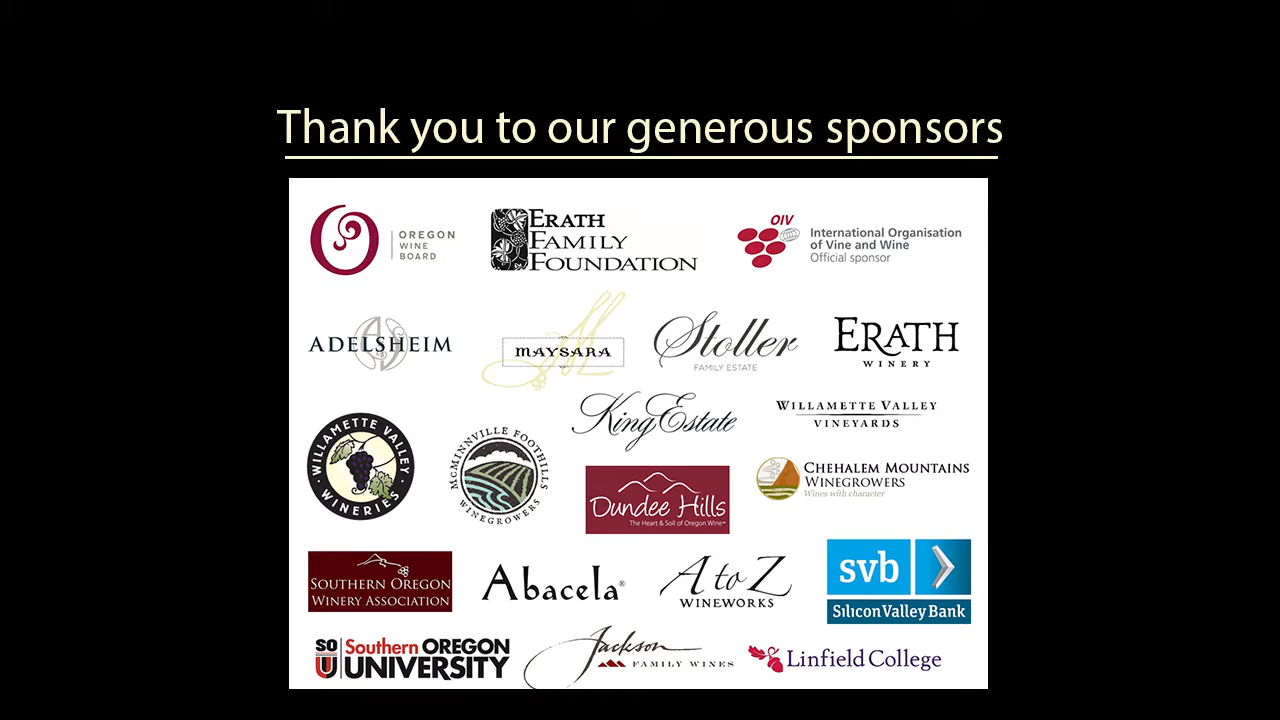 Thank you to our generous sponsors
OREGON
WINE
BOARD
ERATH
FAMILY
FOUNDATION
OIV
International Organisation
of Vine and Wine
Official sponsor
ADELSHEIM
MAYSARA
Stoller
FAMILY ESTATE
ERATH
WINERY
King Estate
WILLAMETTE VALLEY
VINEYARDS
WILLAMETTE VALLEY
WINERIES
MCMINNVILLE FOOTHILLS
WINEGROWERS
Dundee Hills
The Heart & Soil of Oregon Wine™
CHEHALEM MOUNTAINS
WINEGROWERS
Wines with character
SOUTHERN OREGON
WINERY ASSOCIATION
Abacela®
A to Z
WINEWORKS
svb
Silicon Valley Bank
SO
U
Southern OREGON
UNIVERSITY
Jackson
FAMILY WINES
Linfield College